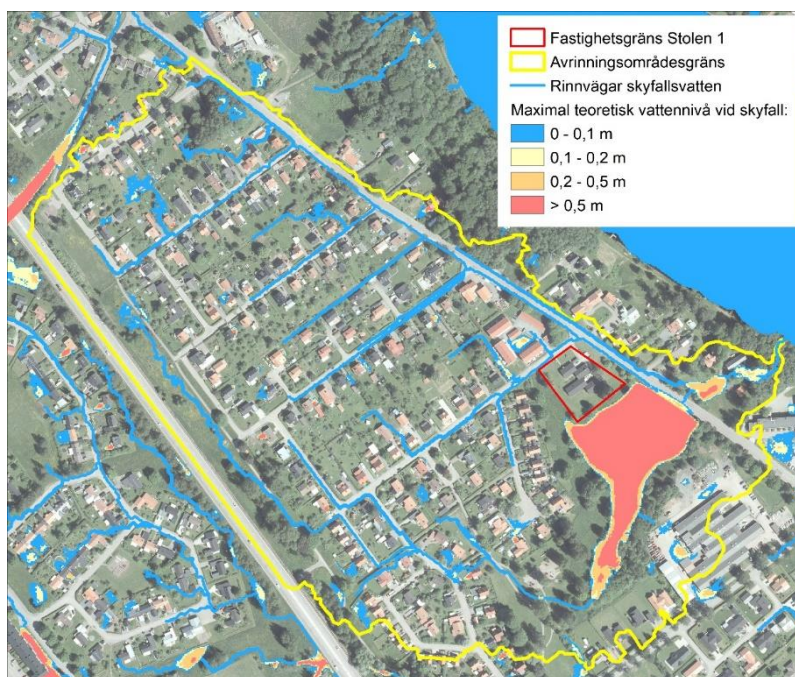 Fastighetsgräns Stolen 1
Avrinningsområdesgräns
Rinnvägar skyfallsvatten
Maximal teoretisk vattennivå vid skyfall:
0 - 0,1 m
0,1 - 0,2 m
0,2 - 0,5 m
> 0,5 m